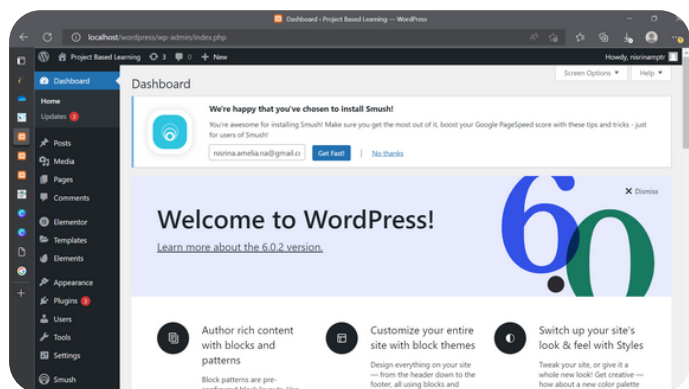 Dashboard ‹ Project Based Learning — WordPress
localhost/wordpress/wp-admin/index.php
Project Based Learning
3
0
+ New
Howdy, nisrinamptr
Dashboard
Home
Updates 3
Posts
Media
Pages
Comments
Elementor
Templates
Elements
Appearance
Plugins 3
Users
Tools
Settings
Smush
Screen Options
Help
Dashboard
We're happy that you've chosen to install Smush!
You're awesome for installing Smush! Make sure you get the most out of it, boost your Google PageSpeed score with these tips and tricks - just
for users of Smush!
nisrina.amelia.na@gmail.c
Get Fast!
No thanks
Dismiss
Welcome to WordPress!
Learn more about the 6.0.2 version.
6.0
Author rich content
with blocks and
patterns
Block patterns are pre-
configured block layouts. Use
Customize your entire
site with block themes
Design everything on your site
— from the header down to the
footer, all using blocks and
Switch up your site's
look & feel with Styles
Tweak your site, or give it a
whole new look! Get creative —
how about a new color palette